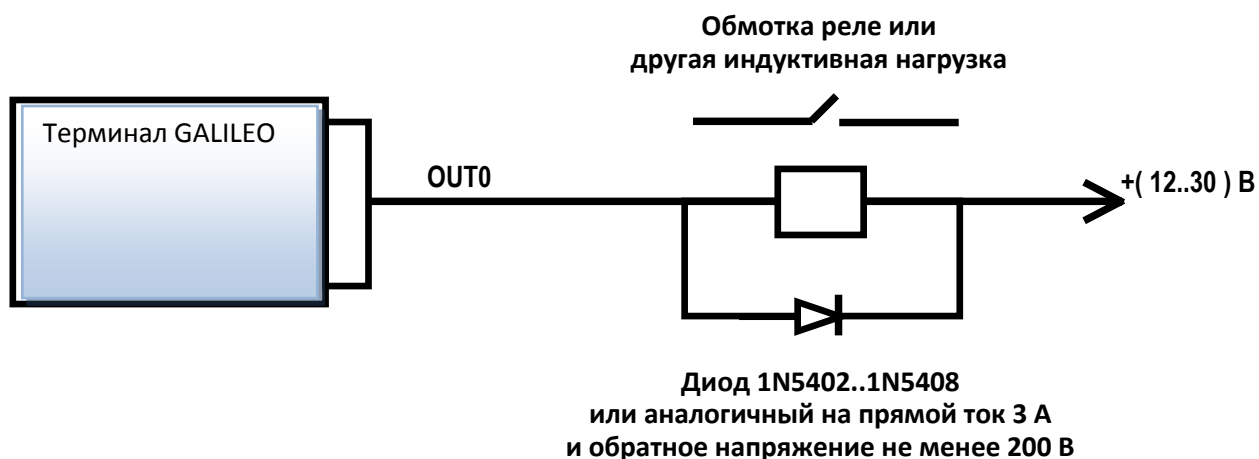 Обмотка реле или
другая индуктивная нагрузка
Терминал GALILEO
OUT0
+( 12..30 ) В
Диод 1N5402..1N5408
или аналогичный на прямой ток 3 А
и обратное напряжение не менее 200 В